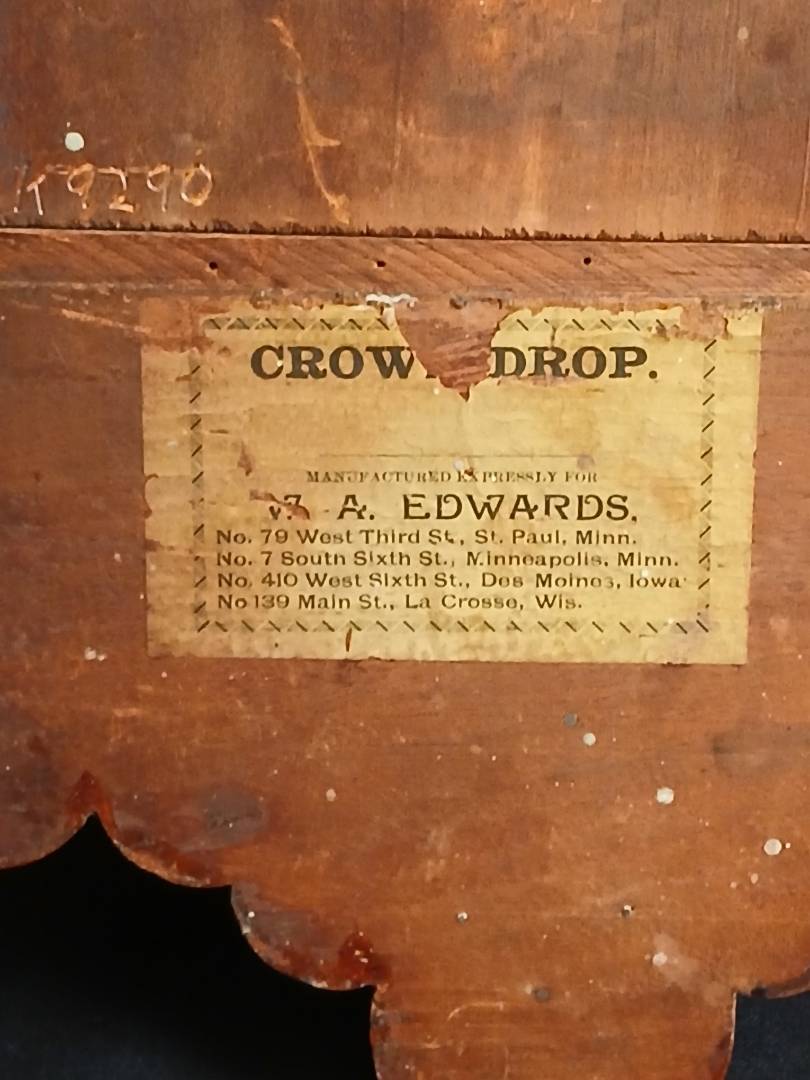 K9290
CROWN DROP.
MANUFACTURED EXPRESSLY FOR
W. A. EDWARDS,
No. 79 West Third St., St. Paul, Minn.
No. 7 South Sixth St., Minneapolis, Minn.
No. 410 West Sixth St., Des Moines, Iowa
No 139 Main St., La Crosse, Wis.